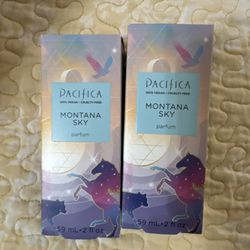 PACIFICA
100% VEGAN + CRUELTY-FREE
MONTANA
SKY
parfum
59 mL • 2 fl oz
PACIFICA
100% VEGAN + CRUELTY-FREE
MONTANA
SKY
parfum
59 mL • 2 fl oz